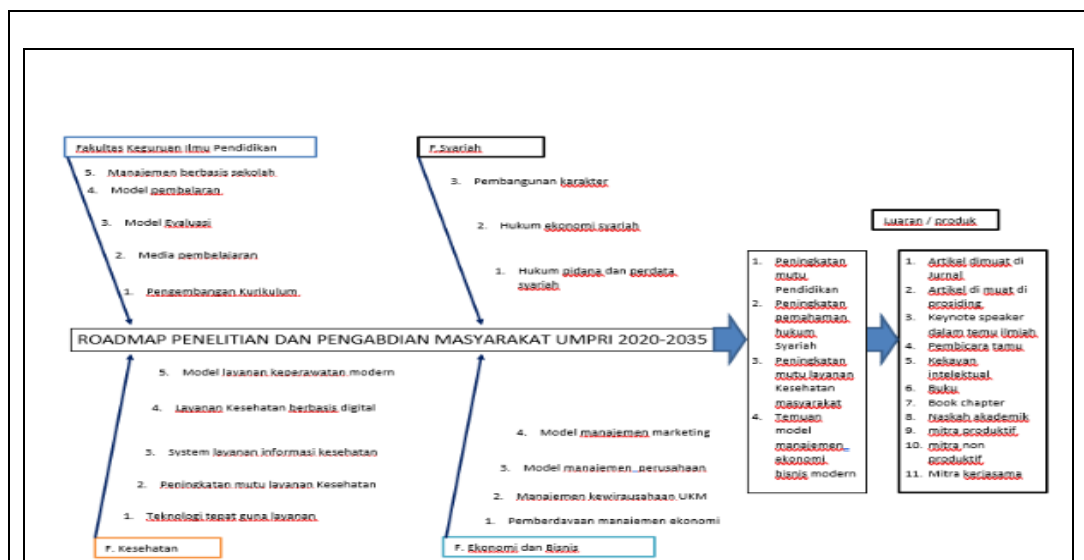 Fakultas Keguruan Ilmu Pendidikan
5. Manajemen berbasis sekolah
4. Model pembelaran
3. Model Evaluasi
2. Media pembelajaran
1. Pengembangan Kurikulum
F.Syariah
3. Pembangunan karakter
2. Hukum ekonomi syariah
1. Hukum pidana dan perdata
syariah
ROADMAP PENELITIAN DAN PENGABDIAN MASYARAKAT UMPRI 2020-2035
5. Model layanan keperawatan modern
4. Layanan Kesehatan berbasis digital
3. System layanan informasi kesehatan
2. Peningkatan mutu layanan Kesehatan
1. Teknologi tepat guna layanan
F. Kesehatan
4. Model manajemen marketing
3. Model manajemen perusahaan
2. Manajemen kewirausahaan UKM
1. Pemberdayaan manajemen ekonomi
F. Ekonomi dan Bisnis
1. Peningkatan
mutu
Pendidikan
2. Peningkatan
pemahaman
hukum
Syariah
3. Peningkatan
mutu layanan
Kesehatan
masyarakat
4. Temuan
model
manajemen
ekonomi
bisnis modern
Luaran / produk
1. Artikel dimuat di
Jurnal
2. Artikel di muat di
prosiding
3. Keynote speaker
dalam temu ilmiah
4. Pembicara tamu
5. Kekayan
intelektual
6. Buku
7. Book chapter
8. Naskah akademik
9. mitra produktif
10. mitra non
produktif
11. Mitra kerjasama